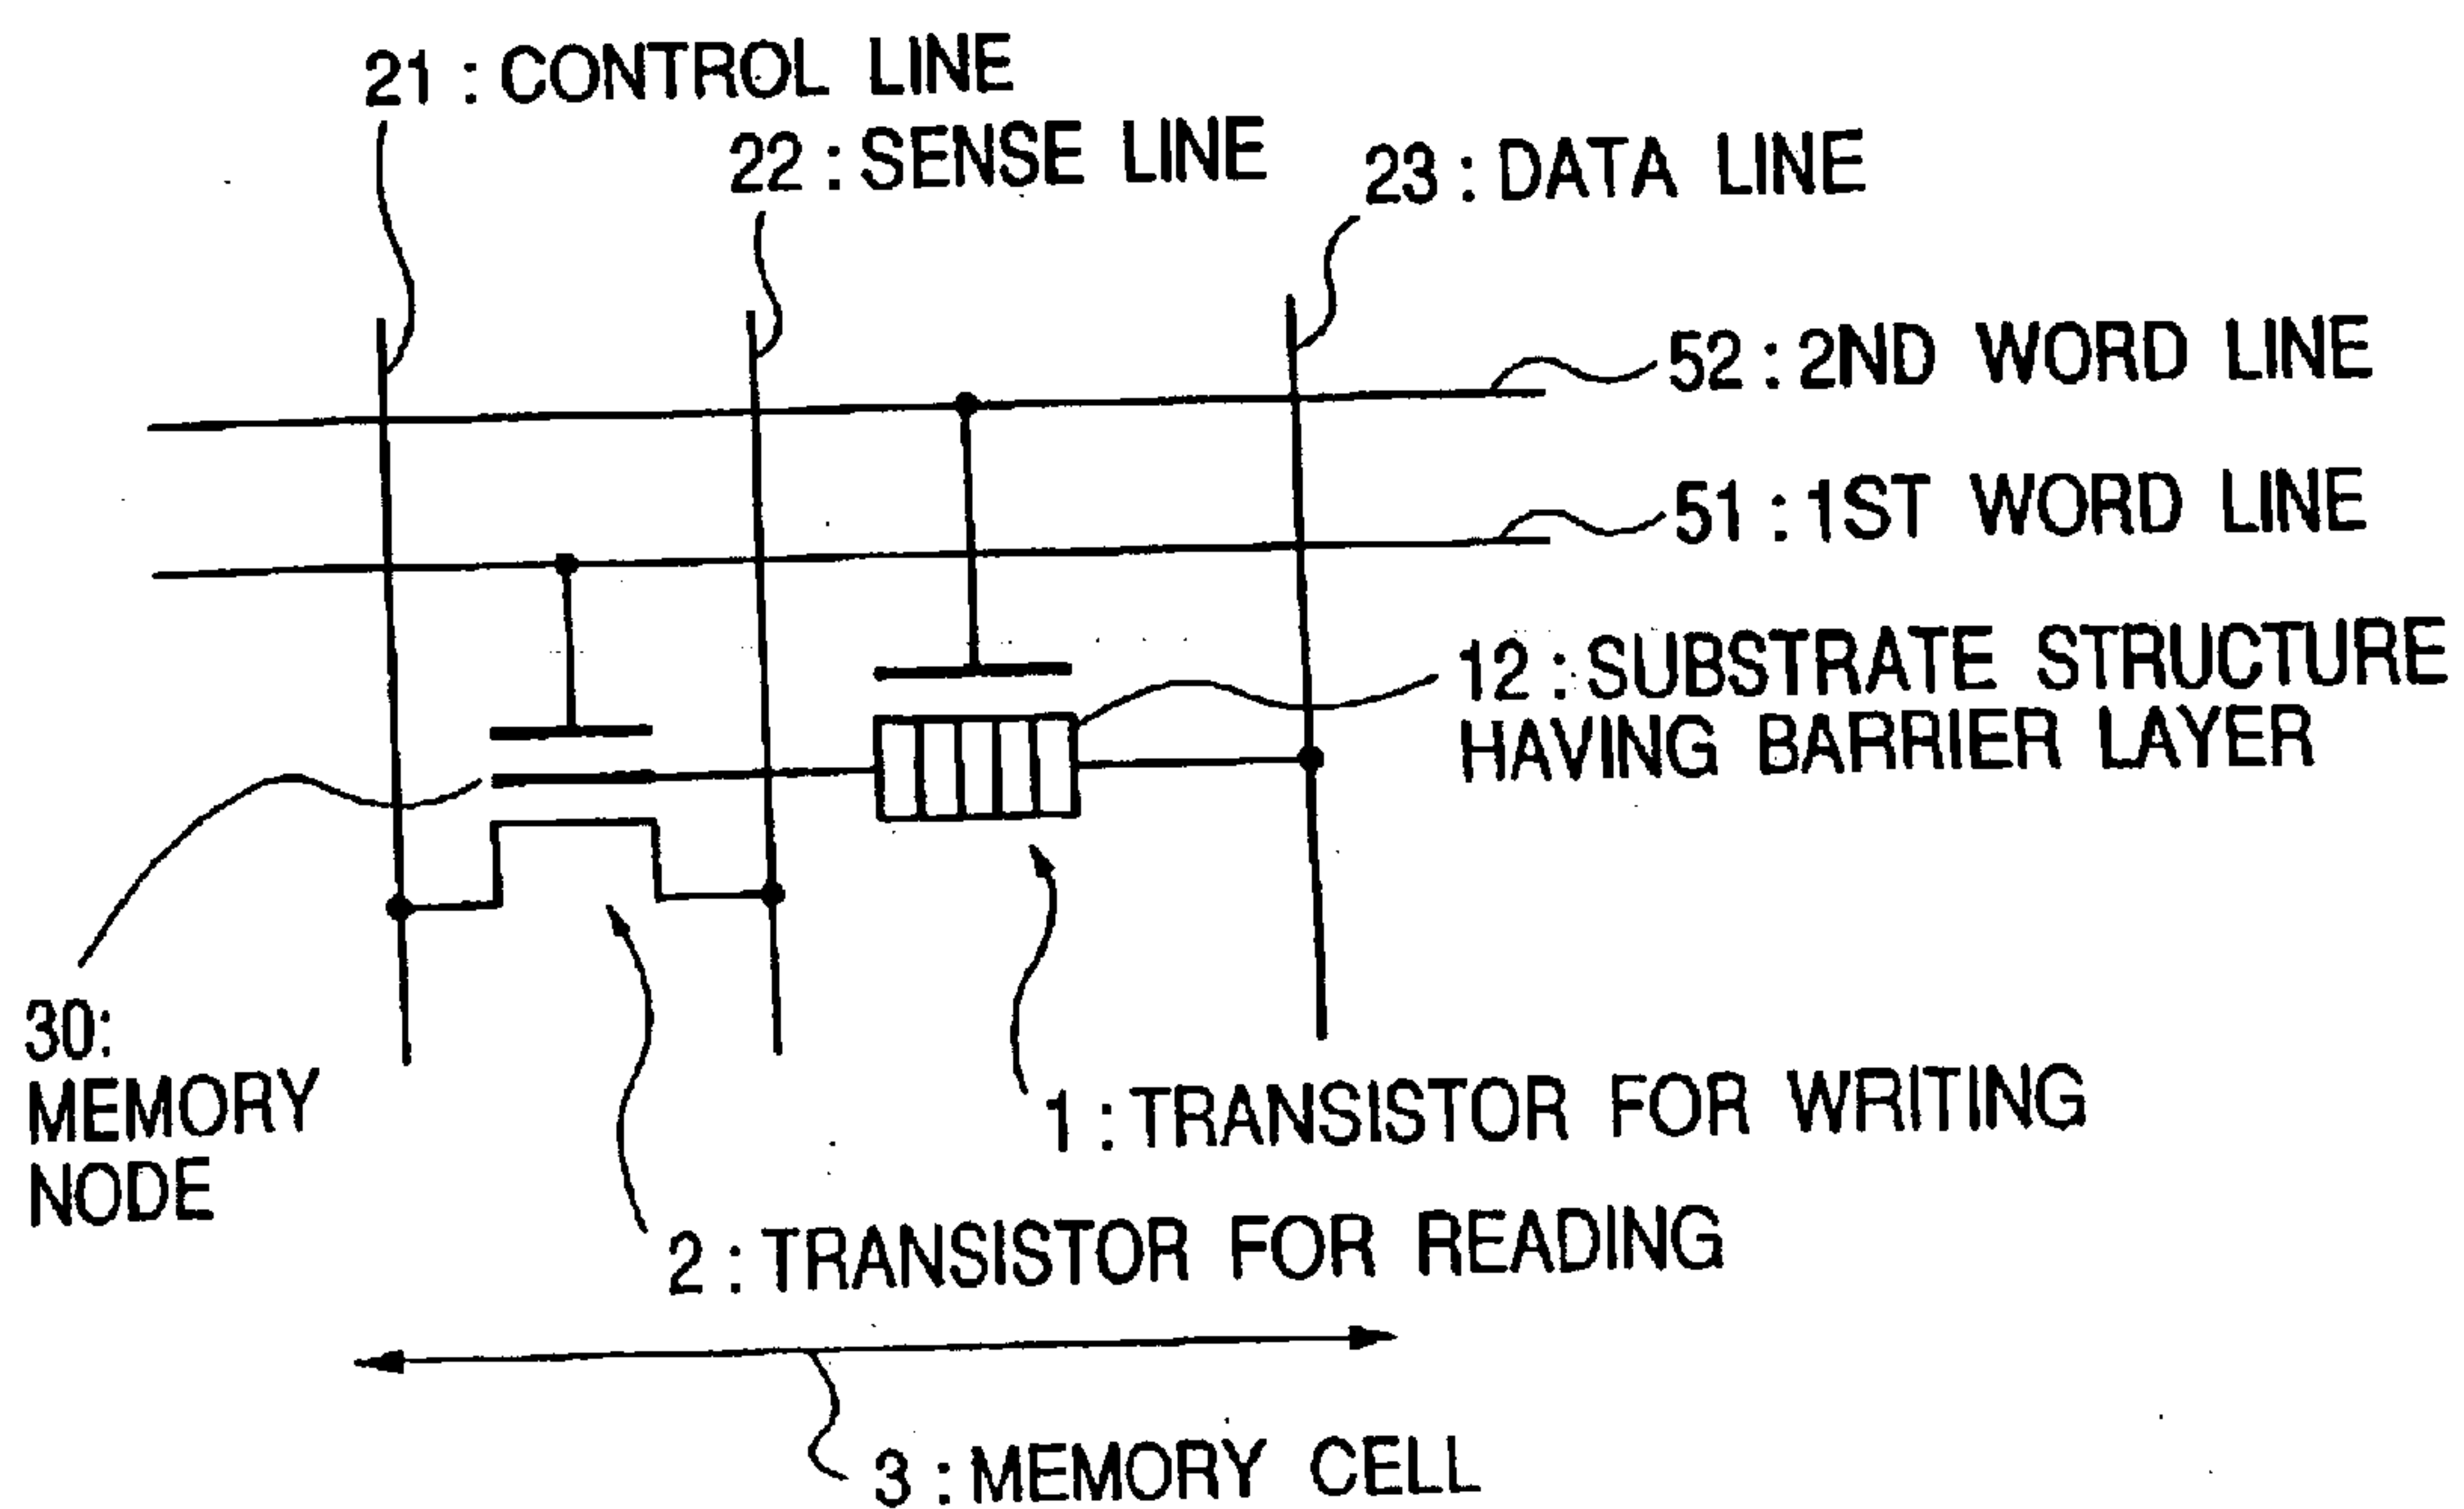 21 : CONTROL LINE
22 : SENSE LINE
23 : DATA LINE
52 : 2ND WORD LINE
51 : 1ST WORD LINE
12 : SUBSTRATE STRUCTURE
HAVING BARRIER LAYER
30:
MEMORY
NODE
1 : TRANSISTOR FOR WRITING
2 : TRANSISTOR FOR READING
3 : MEMORY CELL